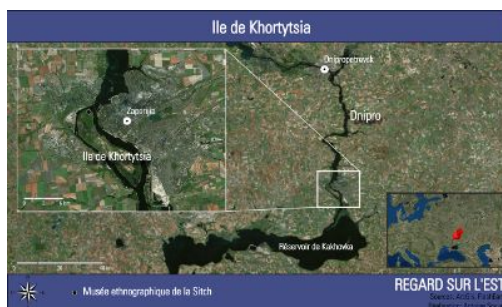 Ile de Khortytsia
Dnipropetrovsk
Zaporijia
Dnipro
Ile de Khortytsia
Réservoir de Kakhovka
Musée ethnographique de la Sitch
REGARD SUR L'EST